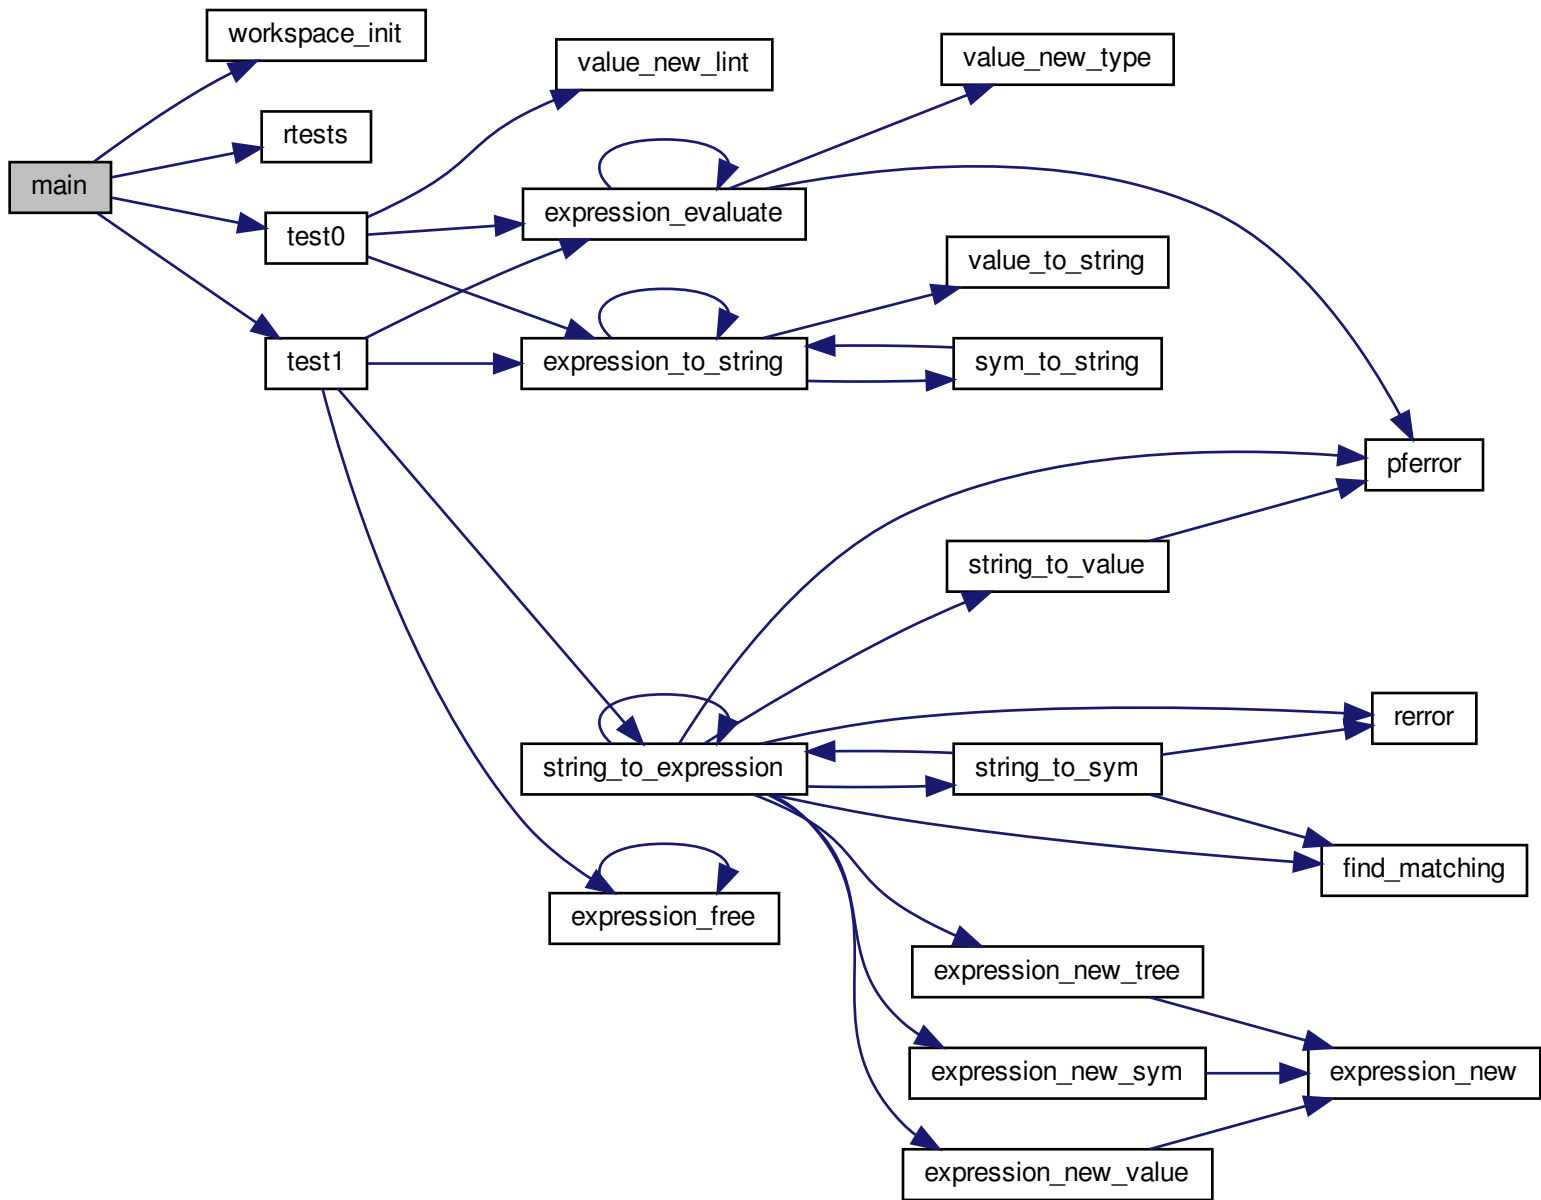 workspace_init
value_new_lint
value_new_type
rtests
main
expression_evaluate
test0
value_to_string
test1
expression_to_string
sym_to_string
pferror
string_to_value
rerror
string_to_expression
string_to_sym
find_matching
expression_free
expression_new_tree
expression_new_sym
expression_new
expression_new_value